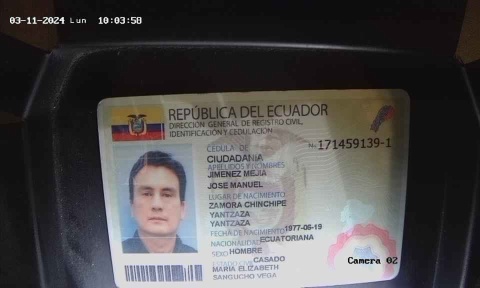 03-11-2024 Lun 10:03:58
REPÚBLICA DEL ECUADOR
DIRECCIÓN GENERAL DE REGISTRO CIVIL,
IDENTIFICACIÓN Y CEDULACIÓN
CÉDULA DE
CIUDADANÍA
No. 171459139-1
APELLIDOS Y NOMBRES
JIMENEZ MEJIA
JOSE MANUEL
LUGAR DE NACIMIENTO
ZAMORA CHINCHIPE
YANTZAZA
YANTZAZA
FECHA DE NACIMIENTO 1977-06-19
NACIONALIDAD ECUATORIANA
SEXO HOMBRE
ESTADO CIVIL CASADO
MARIA ELIZABETH
SANGUCHO VEGA
Camera 02